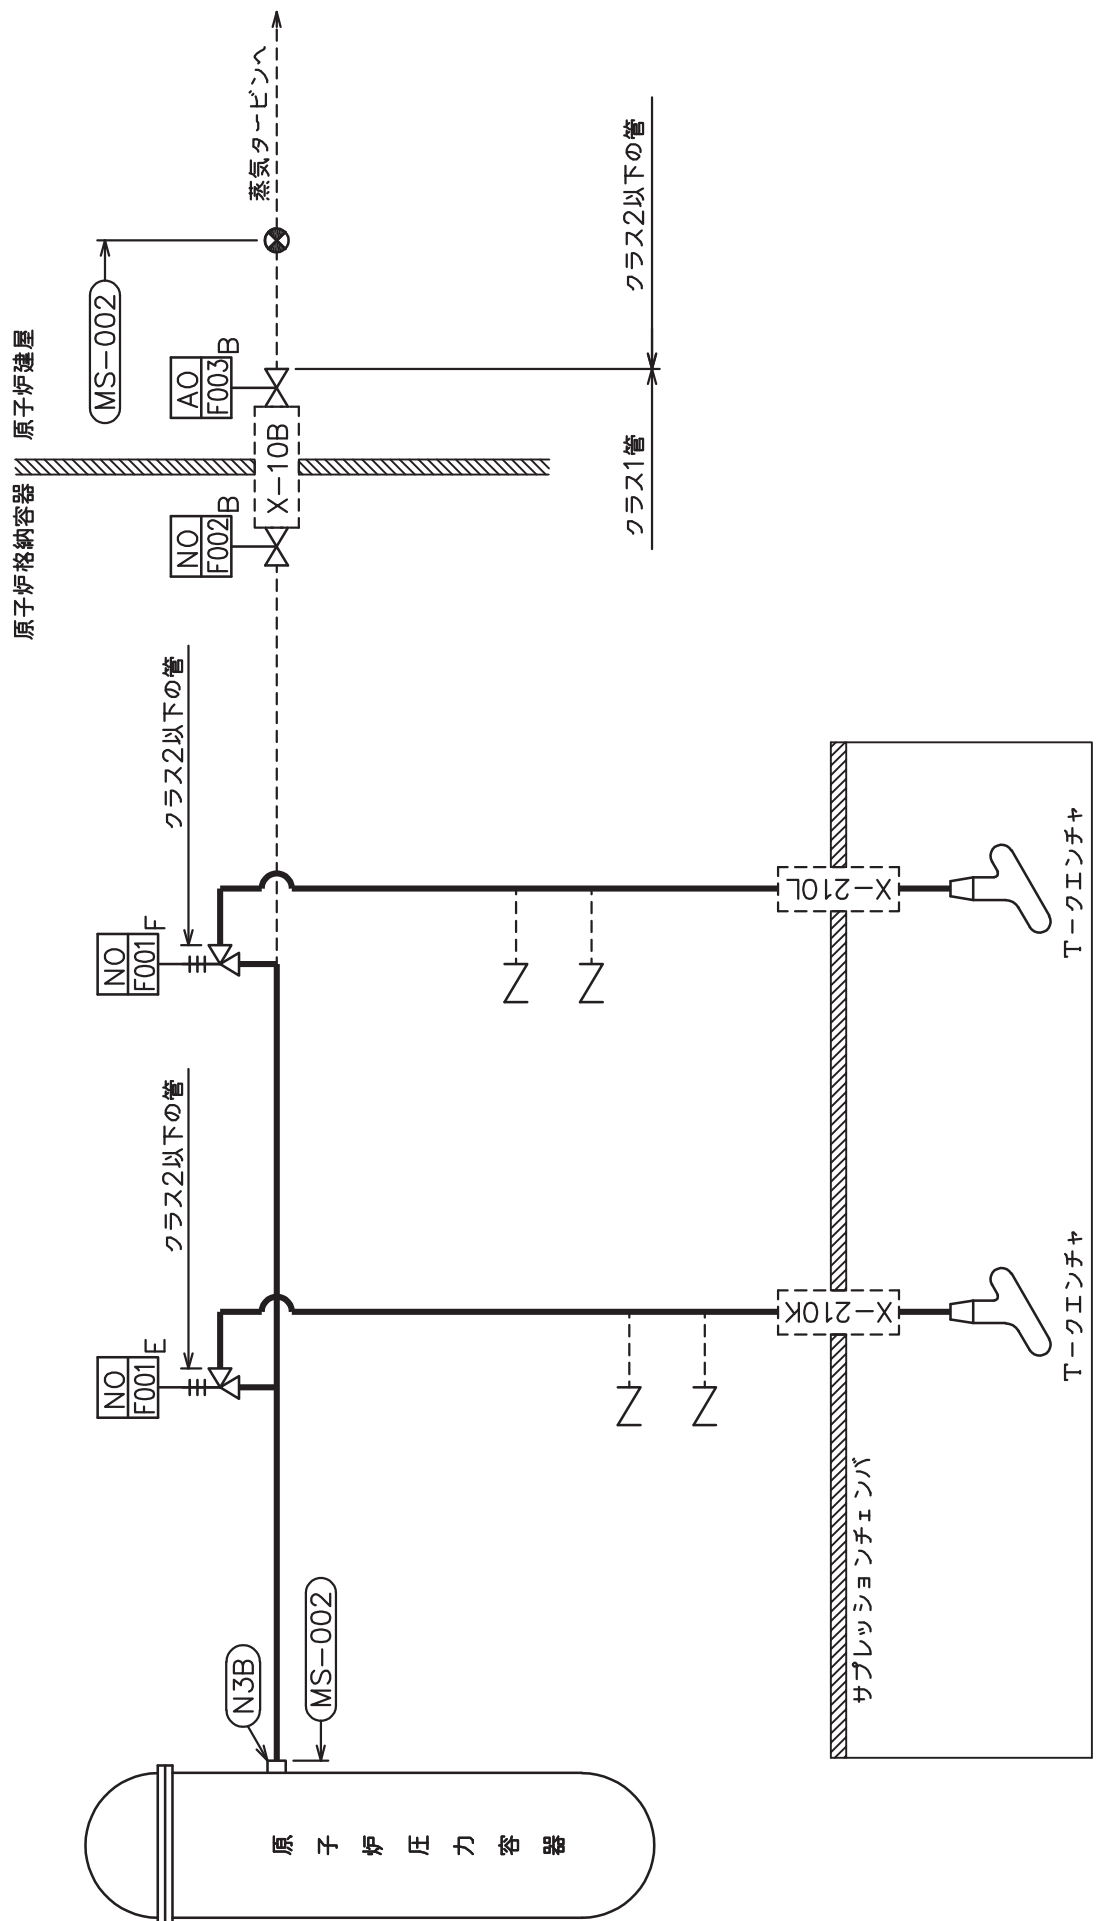 原子炉格納容器
原子炉建屋
MS-002
蒸気タービンへ
NO
F001
E
クラス2以下の管
NO
F001
F
クラス2以下の管
NO
F002
B
X-10B
AO
F003
B
クラス1管
クラス2以下の管
N3B
MS-002
原子炉圧力容器
X-210K
X-210L
サプレッションチェンバ
T-クエンチャ
T-クエンチャ